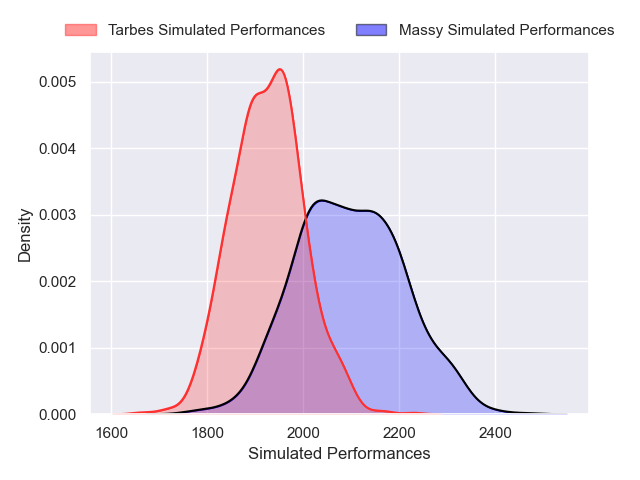 Tarbes Simulated Performances
Massy Simulated Performances
0.005
0.004
0.003
0.002
0.001
0.000
Density
1600 1800 2000 2200 2400
Simulated Performances